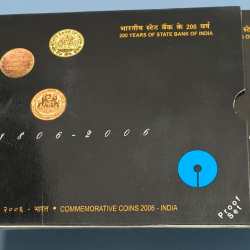 भारतीय स्टेट बैंक के 200 वर्ष
200 YEARS OF STATE BANK OF INDIA
1806-2006
२००६ - भारत • COMMEMORATIVE COINS 2006 - INDIA
Proof
Set